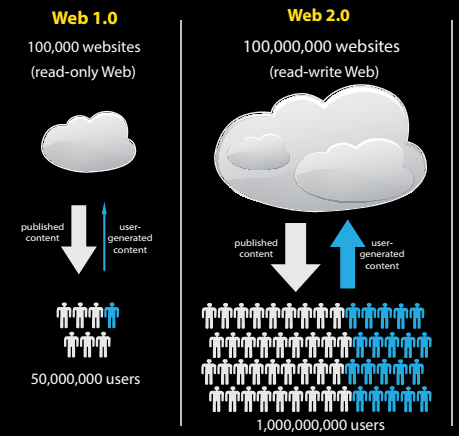 Web 1.0
100,000 websites
(read-only Web)
published
content
user-
generated
content
50,000,000 users
Web 2.0
100,000,000 websites
(read-write Web)
published
content
user-
generated
content
1,000,000,000 users